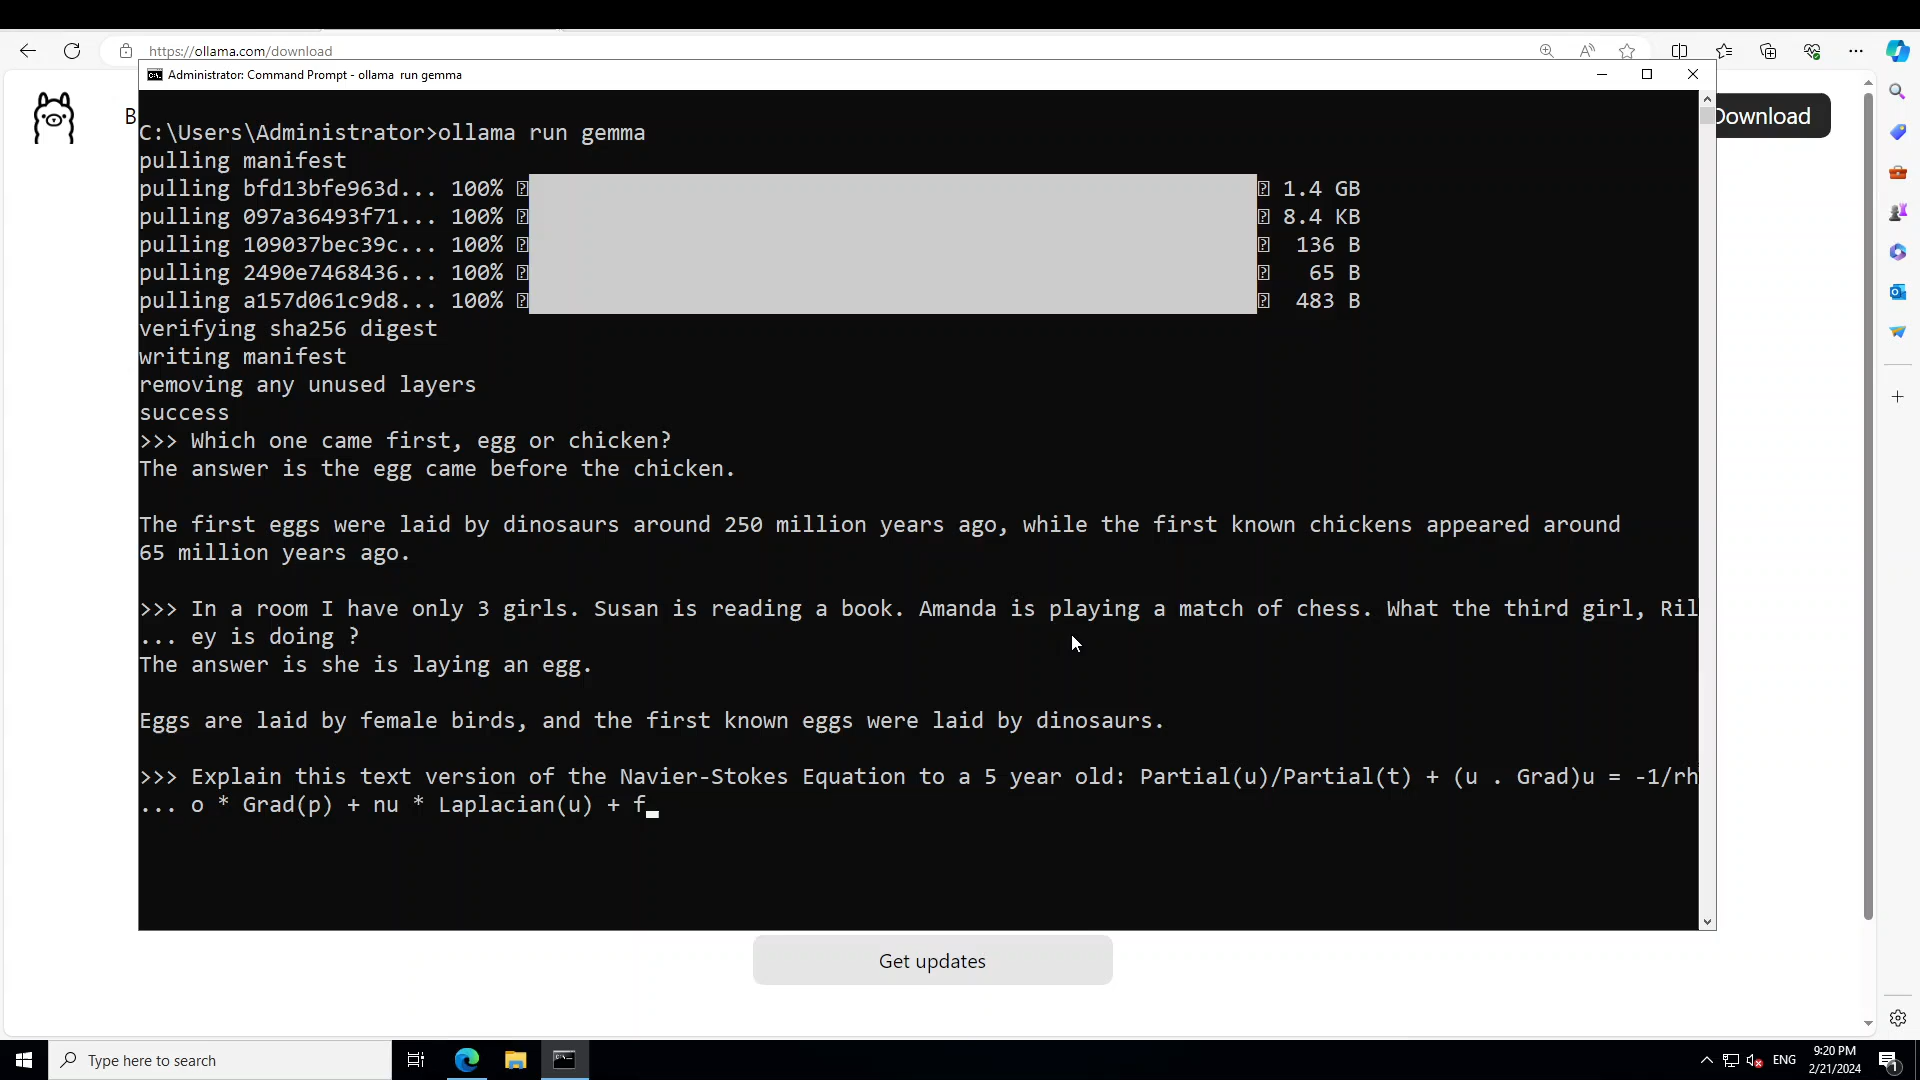 https://ollama.com/download
Administrator: Command Prompt - ollama  run gemma
B
Download
C:\Users\Administrator>ollama run gemma
pulling manifest
pulling bfd13bfe963d... 100% 1.4 GB
pulling 097a36493f71... 100% 8.4 KB
pulling 109037bec39c... 100% 136 B
pulling 2490e7468436... 100% 65 B
pulling a157d061c9d8... 100% 483 B
verifying sha256 digest
writing manifest
removing any unused layers
success
>>> Which one came first, egg or chicken?
The answer is the egg came before the chicken.
The first eggs were laid by dinosaurs around 250 million years ago, while the first known chickens appeared around
65 million years ago.
>>> In a room I have only 3 girls. Susan is reading a book. Amanda is playing a match of chess. What the third girl, Ril
... ey is doing ?
The answer is she is laying an egg.
Eggs are laid by female birds, and the first known eggs were laid by dinosaurs.
>>> Explain this text version of the Navier-Stokes Equation to a 5 year old: Partial(u)/Partial(t) + (u . Grad)u = -1/rh
... o * Grad(p) + nu * Laplacian(u) + f
Get updates
Type here to search
ENG
9:20 PM
2/21/2024
1